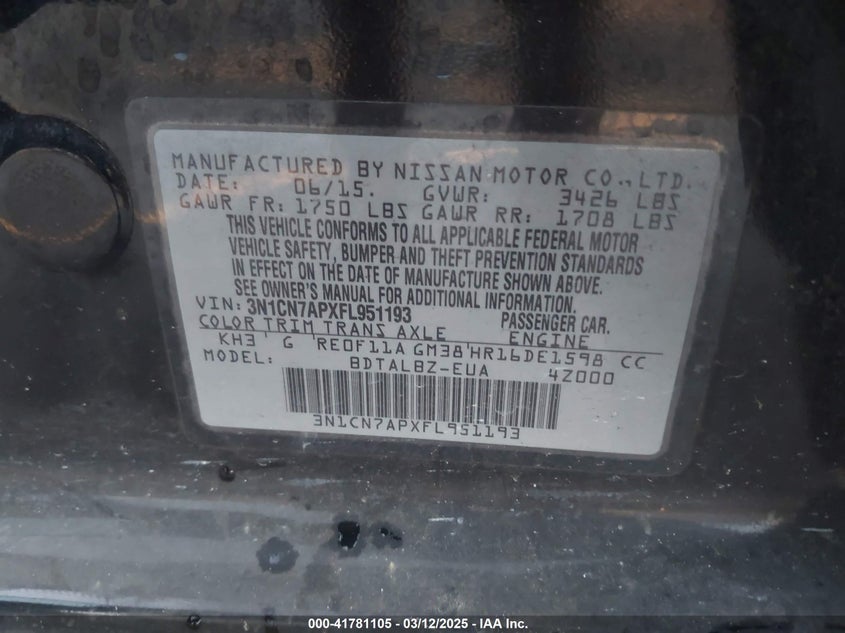 MANUFACTURED BY NISSAN MOTOR CO., LTD.
DATE: 06/15. GVWR: 3426 LBS
GAWR FR: 1750 LBS GAWR RR: 1708 LBS
THIS VEHICLE CONFORMS TO ALL APPLICABLE FEDERAL MOTOR
VEHICLE SAFETY, BUMPER AND THEFT PREVENTION STANDARDS
IN EFFECT ON THE DATE OF MANUFACTURE SHOWN ABOVE.
SEE OWNER'S MANUAL FOR ADDITIONAL INFORMATION.
VIN: 3N1CN7APXFL951193 PASSENGER CAR.
COLOR TRIM TRANS AXLE ENGINE
KH3 G RE0F11A GM38 HR16DE1598 CC
MODEL: BDTALBZ-EUA 4Z000
3N1CN7APXFL951193
000-41781105 - 03/12/2025 - IAA Inc.